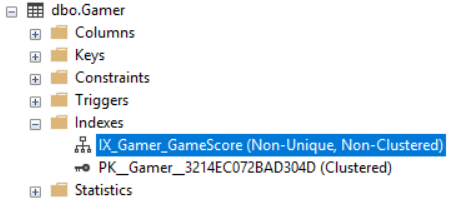 dbo.Gamer
Columns
Keys
Constraints
Triggers
Indexes
IX_Gamer_GameScore (Non-Unique, Non-Clustered)
PK__Gamer__3214EC072BAD304D (Clustered)
Statistics